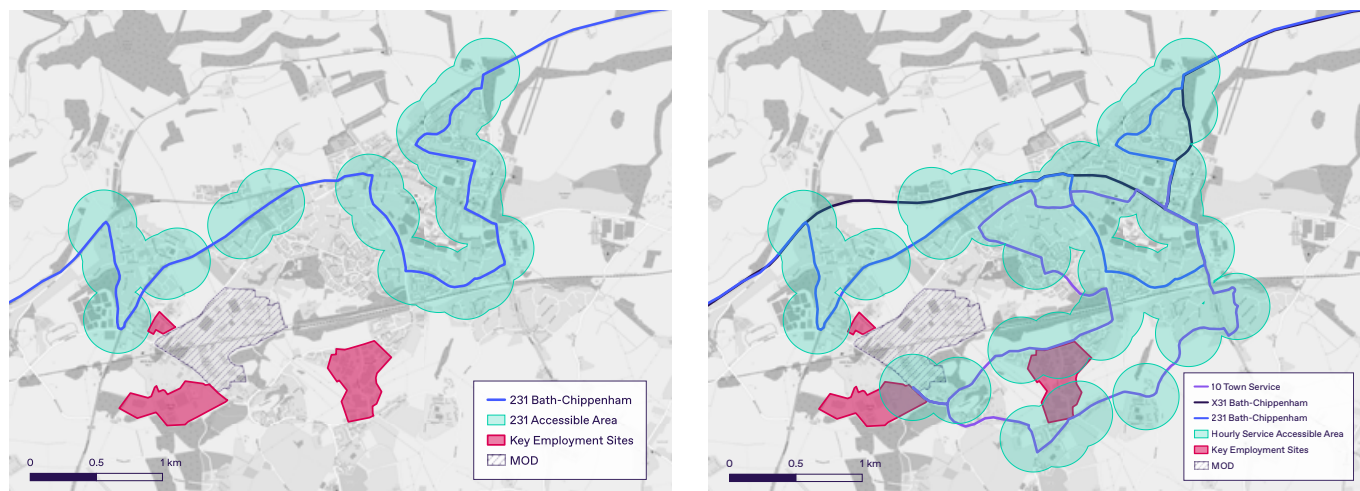 231 Bath-Chippenham
231 Accessible Area
Key Employment Sites
MOD
0 0.5 1 km
10 Town Service
X31 Bath-Chippenham
231 Bath-Chippenham
Hourly Service Accessible Area
Key Employment Sites
MOD
0 0.5 1 km